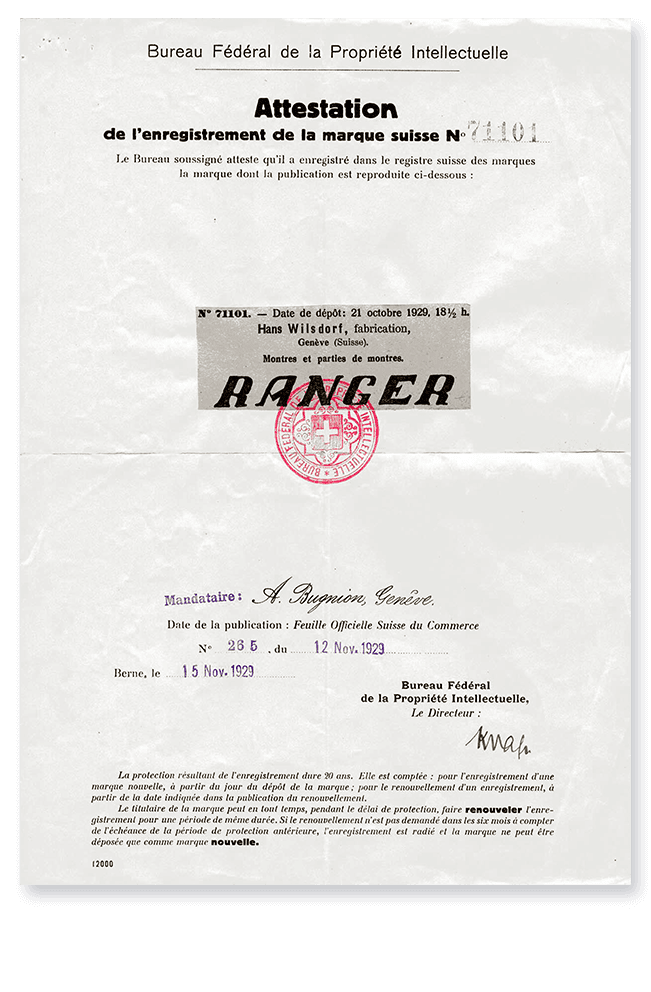 Bureau Fédéral de la Propriété Intellectuelle
Attestation
de l'enregistrement de la marque suisse No 71101
Le Bureau soussigné atteste qu'il a enregistré dans le registre suisse des marques
la marque dont la publication est reproduite ci-dessous :
No 71101. — Date de dépôt: 21 octobre 1929, 18½ h.
Hans Wilsdorf, fabrication,
Genève (Suisse).
Montres et parties de montres.
RANGER
BUREAU FÉDÉRAL DE LA PROPRIÉTÉ INTELLECTUELLE
Mandataire: A. Bugnion, Genève.
Date de la publication : Feuille Officielle Suisse du Commerce
No 265, du 12 Nov. 1929
Berne, le 15 Nov. 1929
Bureau Fédéral
de la Propriété Intellectuelle,
Le Directeur :
La protection résultant de l'enregistrement dure 20 ans. Elle est comptée : pour l'enregistrement d'une
marque nouvelle, à partir du jour du dépôt de la marque ; pour le renouvellement d'un enregistrement, à
partir de la date indiquée dans la publication du renouvellement.
Le titulaire de la marque peut en tout temps, pendant le délai de protection, faire renouveler l'enre-
gistrement pour une période de même durée. Si le renouvellement n'est pas demandé dans les six mois à compter
de l'échéance de la période de protection antérieure, l'enregistrement est radié et la marque ne peut être
déposée que comme marque nouvelle.
12000